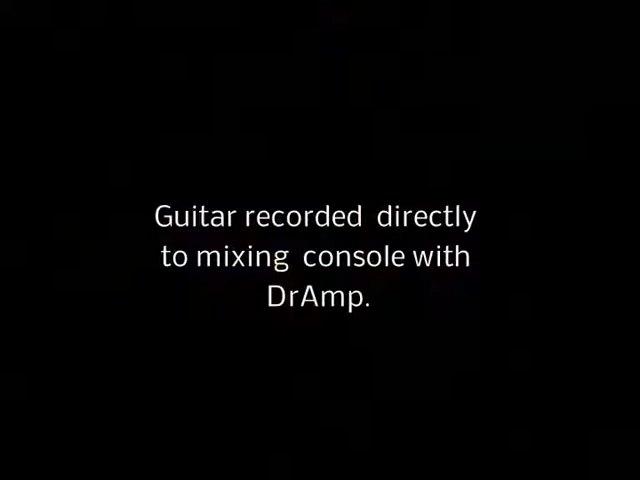 Guitar recorded  directly
to mixing  console with
DrAmp.